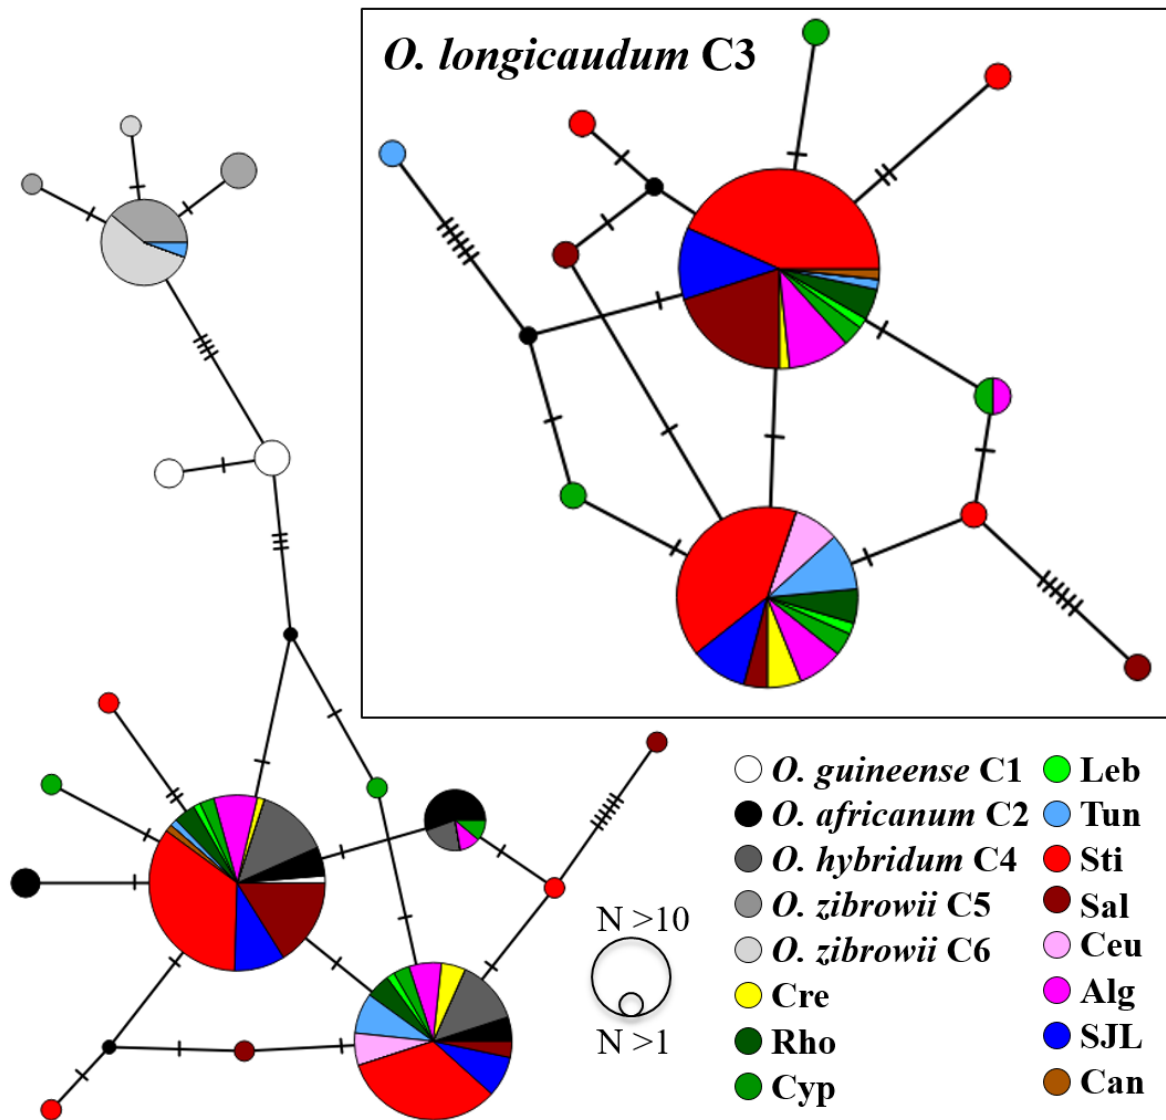 O. longicaudum C3
O. guineense C1
O. africanum C2
O. hybridum C4
O. zibrowii C5
O. zibrowii C6
Cre
Rho
Cyp
Leb
Tun
Sti
Sal
Ceu
Alg
SJL
Can
N >10
N >1